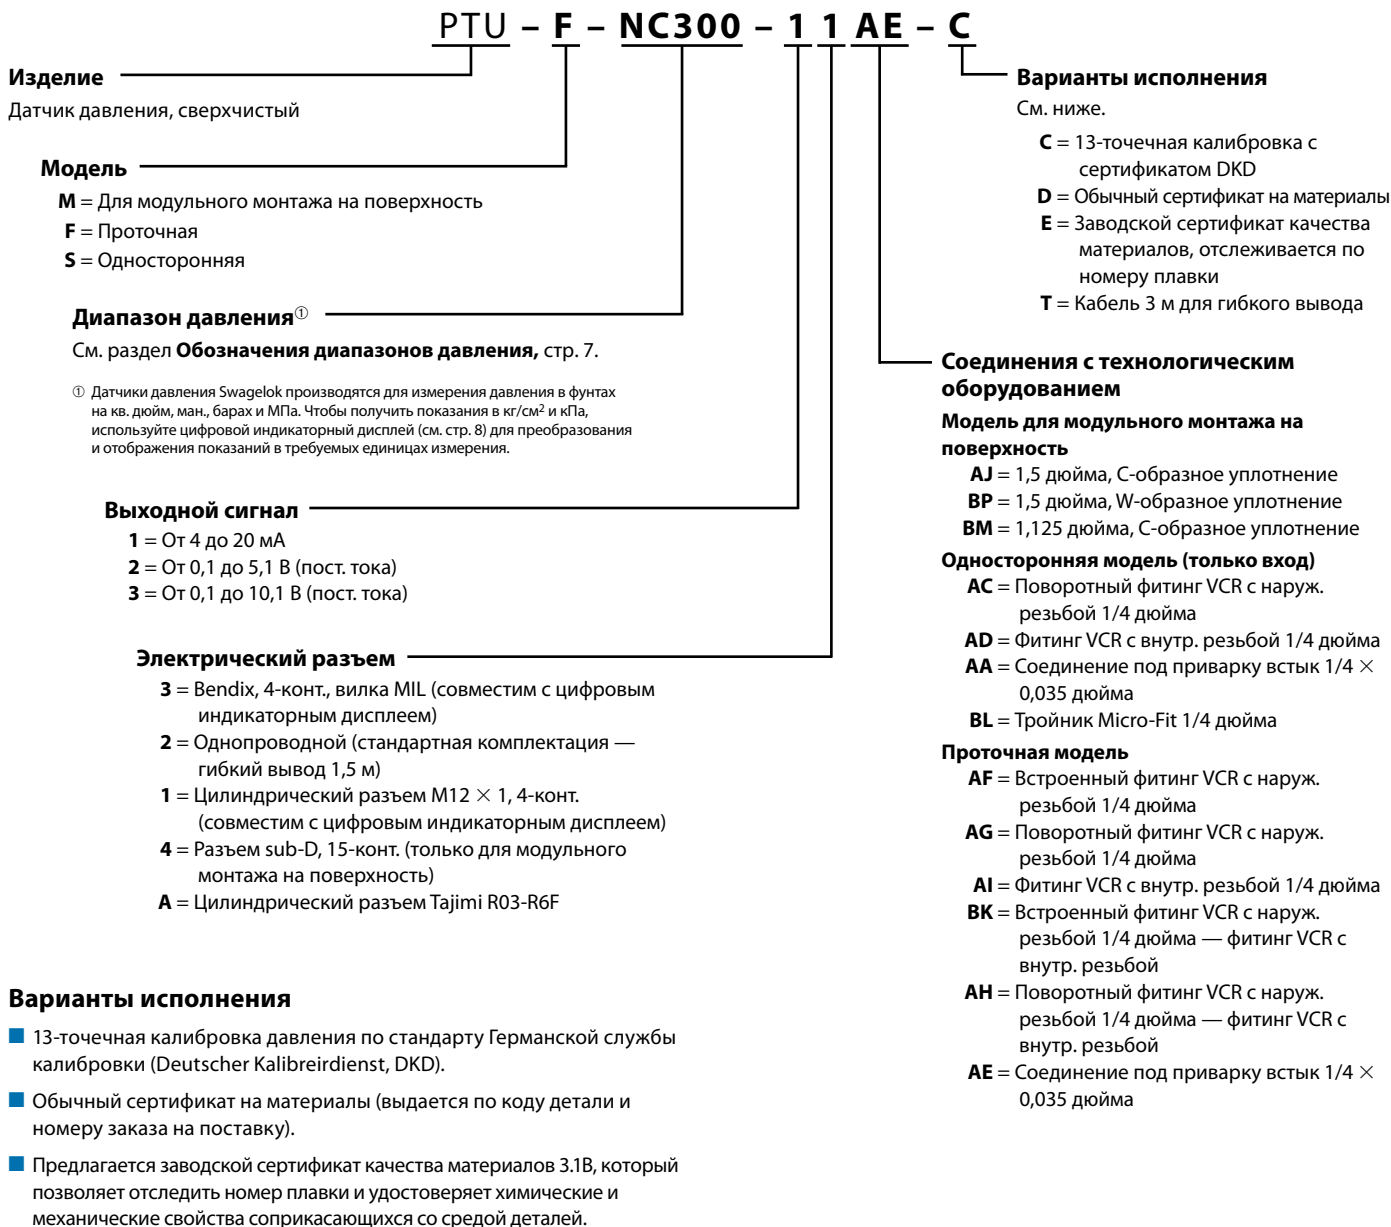 PTU – F – NC300 – 1 1 AE – C
Изделие
Датчик давления, сверхчистый
Модель
M = Для модульного монтажа на поверхность
F = Проточная
S = Односторонняя
Диапазон давления①
См. раздел Обозначения диапазонов давления, стр. 7.
① Датчики давления Swagelok производятся для измерения давления в фунтах
на кв. дюйм, ман., барах и МПа. Чтобы получить показания в кг/см2 и кПа,
используйте цифровой индикаторный дисплей (см. стр. 8) для преобразования
и отображения показаний в требуемых единицах измерения.
Выходной сигнал
1 = От 4 до 20 мА
2 = От 0,1 до 5,1 В (пост. тока)
3 = От 0,1 до 10,1 В (пост. тока)
Электрический разъем
3 = Bendix, 4-конт., вилка MIL (совместим с цифровым
индикаторным дисплеем)
2 = Однопроводной (стандартная комплектация —
гибкий вывод 1,5 м)
1 = Цилиндрический разъем M12 × 1, 4-конт.
(совместим с цифровым индикаторным дисплеем)
4 = Разъем sub-D, 15-конт. (только для модульного
монтажа на поверхность)
A = Цилиндрический разъем Tajimi R03-R6F
Варианты исполнения
■ 13-точечная калибровка давления по стандарту Германской службы
калибровки (Deutscher Kalibreirdienst, DKD).
■ Обычный сертификат на материалы (выдается по коду детали и
номеру заказа на поставку).
■ Предлагается заводской сертификат качества материалов 3.1B, который
позволяет отследить номер плавки и удостоверяет химические и
механические свойства соприкасающихся со средой деталей.
Варианты исполнения
См. ниже.
C = 13-точечная калибровка с
сертификатом DKD
D = Обычный сертификат на материалы
E = Заводской сертификат качества
материалов, отслеживается по
номеру плавки
T = Кабель 3 м для гибкого вывода
Соединения с технологическим
оборудованием
Модель для модульного монтажа на
поверхность
AJ = 1,5 дюйма, C-образное уплотнение
BP = 1,5 дюйма, W-образное уплотнение
BM = 1,125 дюйма, C-образное уплотнение
Односторонняя модель (только вход)
AC = Поворотный фитинг VCR с наруж.
резьбой 1/4 дюйма
AD = Фитинг VCR с внутр. резьбой 1/4 дюйма
AA = Соединение под приварку встык 1/4 ×
0,035 дюйма
BL = Тройник Micro-Fit 1/4 дюйма
Проточная модель
AF = Встроенный фитинг VCR с наруж.
резьбой 1/4 дюйма
AG = Поворотный фитинг VCR с наруж.
резьбой 1/4 дюйма
AI = Фитинг VCR с внутр. резьбой 1/4 дюйма
BK = Встроенный фитинг VCR с наруж.
резьбой 1/4 дюйма — фитинг VCR с
внутр. резьбой
AH = Поворотный фитинг VCR с наруж.
резьбой 1/4 дюйма — фитинг VCR с
внутр. резьбой
AE = Соединение под приварку встык 1/4 ×
0,035 дюйма